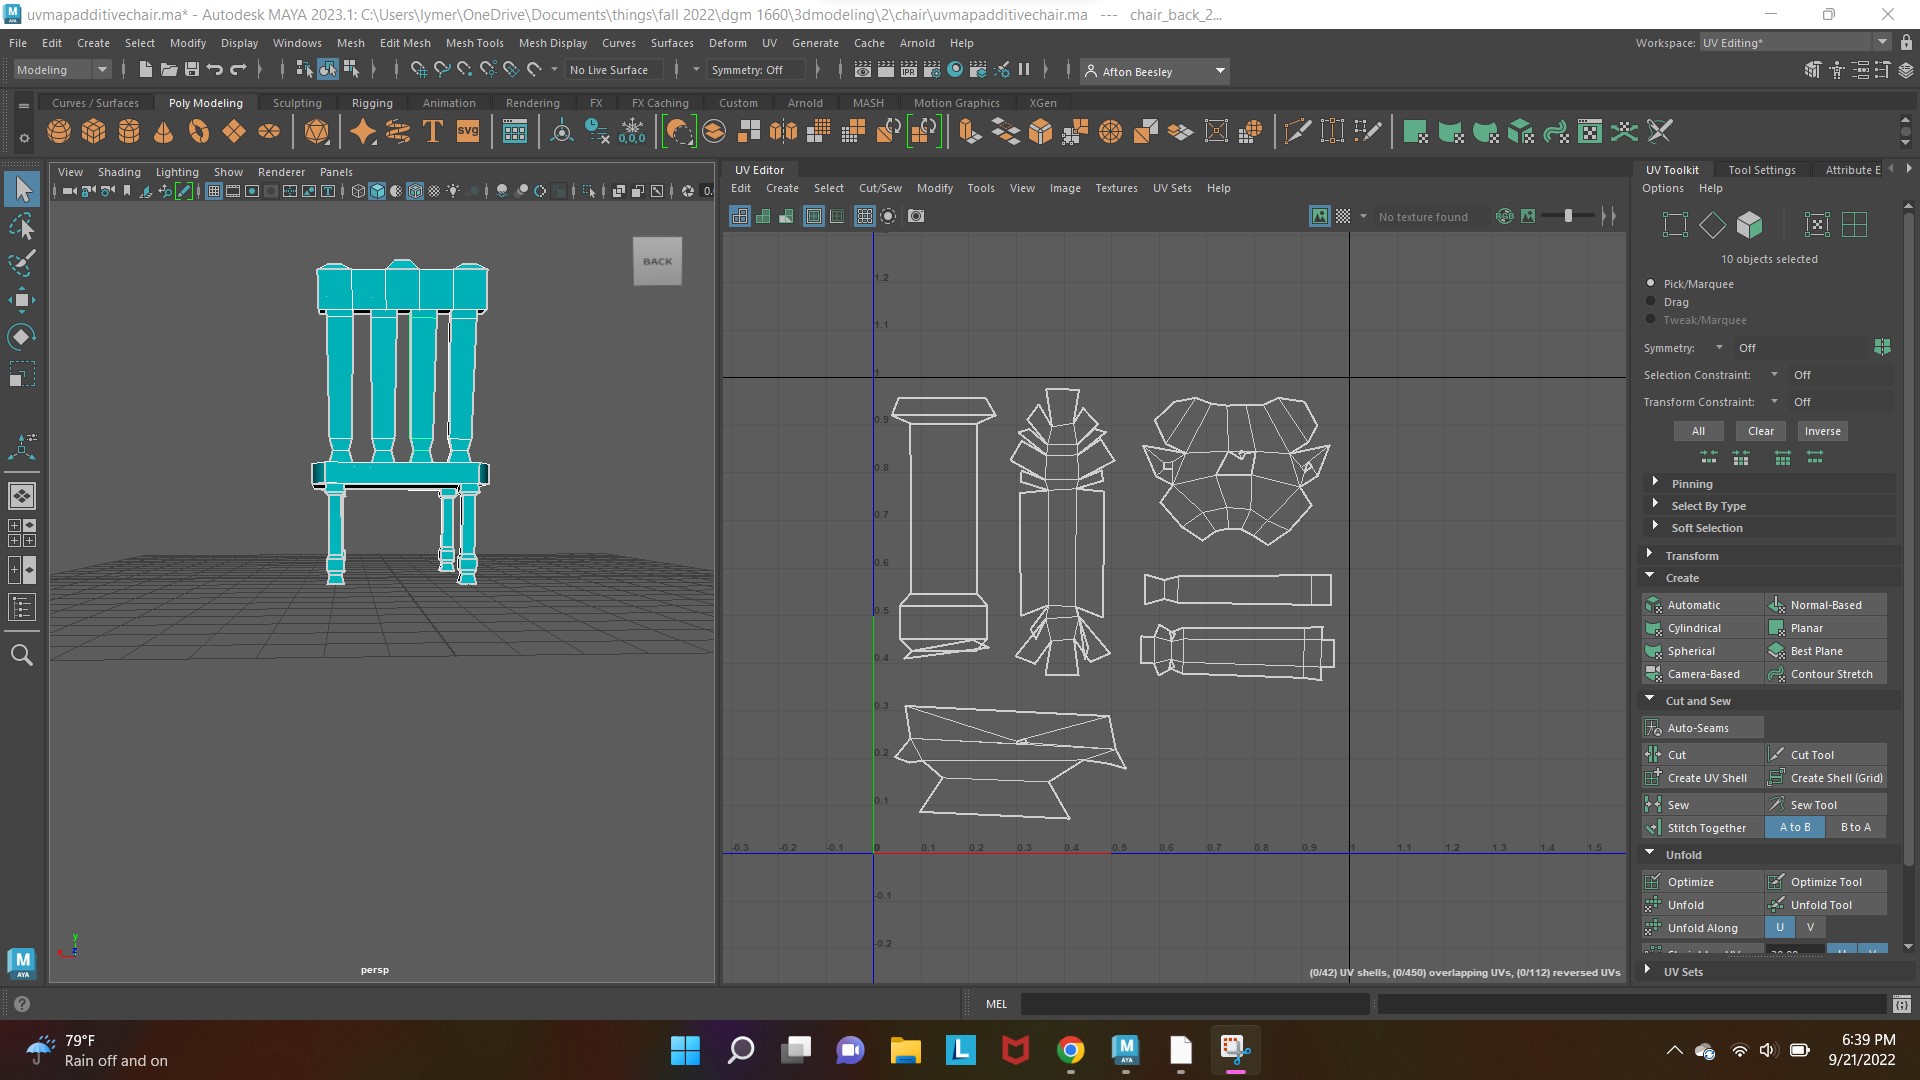 uvmapadditivechair.ma* - Autodesk MAYA 2023.1: C:\Users\lymer\OneDrive\Documents\things\fall 2022\dgm 1660\3dmodeling\2\chair\uvmapadditivechair.ma --- chair_back_2...
File Edit Create Select Modify Display Windows Mesh Edit Mesh Mesh Tools Mesh Display Curves Surfaces Deform UV Generate Cache Arnold Help
Workspace: UV Editing*
Modeling No Live Surface Symmetry: Off Afton Beesley
Curves / Surfaces Poly Modeling Sculpting Rigging Animation Rendering FX FX Caching Custom Arnold MASH Motion Graphics XGen
View Shading Lighting Show Renderer Panels
BACK
persp
UV Editor
Edit Create Select Cut/Sew Modify Tools View Image Textures UV Sets Help
No texture found
1.2
1.1
1
0.9
0.8
0.7
0.6
0.5
0.4
0.3
0.2
0.1
-0.3 -0.2 -0.1 0 0.1 0.2 0.3 0.4 0.5 0.6 0.7 0.8 0.9 1 1.1 1.2 1.3 1.4 1.5
-0.1
-0.2
(0/42) UV shells, (0/450) overlapping UVs, (0/112) reversed UVs
UV Toolkit Tool Settings Attribute E
Options Help
10 objects selected
Pick/Marquee
Drag
Tweak/Marquee
Symmetry: Off
Selection Constraint: Off
Transform Constraint: Off
All Clear Inverse
Pinning
Select By Type
Soft Selection
Transform
Create
Automatic Normal-Based
Cylindrical Planar
Spherical Best Plane
Camera-Based Contour Stretch
Cut and Sew
Auto-Seams
Cut Cut Tool
Create UV Shell Create Shell (Grid)
Sew Sew Tool
Stitch Together A to B B to A
Unfold
Optimize Optimize Tool
Unfold Unfold Tool
Unfold Along U V
UV Sets
MEL
79°F
Rain off and on
6:39 PM
9/21/2022